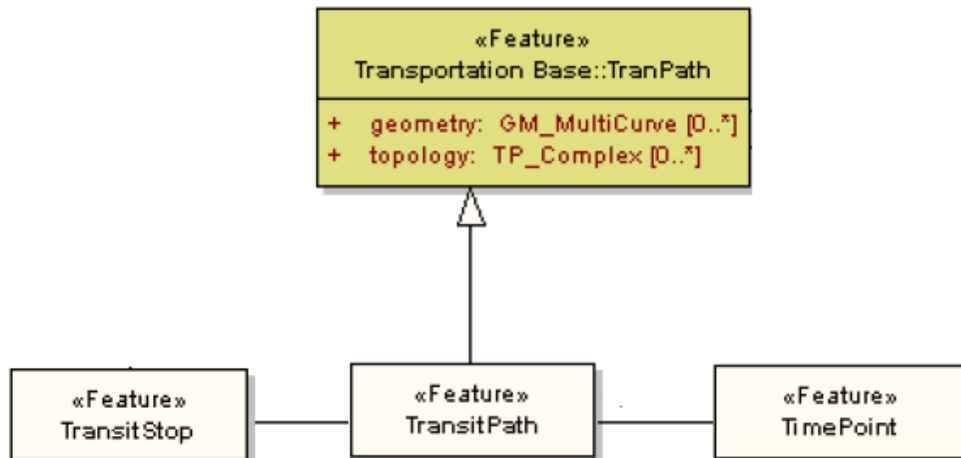 «Feature»
Transportation Base::TranPath
+ geometry: GM_MultiCurve [0..*]
+ topology: TP_Complex [0..*]
«Feature»
TransitStop
«Feature»
TransitPath
«Feature»
TimePoint